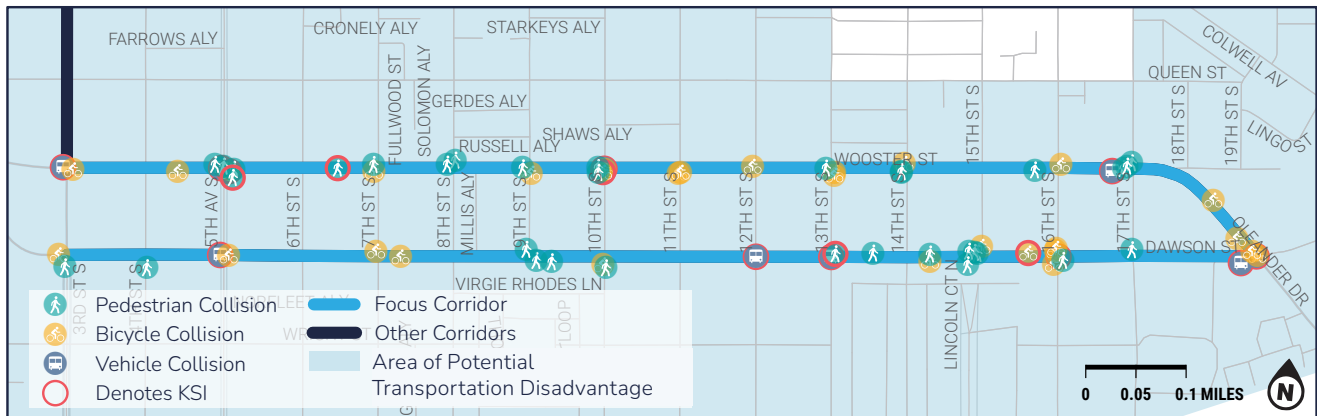 CRONELY ALY
STARKEYS ALY
FARROWS ALY
COLWELL AV
FULLWOOD ST
SOLOMON ALY
QUEEN ST
GERDES ALY
SHAWS ALY
RUSSELL ALY
15TH ST S
18TH ST S
19TH ST S
LINGO ST
WOOSTER ST
5TH AV S
6TH ST S
7TH ST S
8TH ST S
MILLIS ALY
9TH ST S
10TH ST S
11TH ST S
12TH ST S
13TH ST S
14TH ST S
16TH ST S
17TH ST S
DAWSON ST
OLEANDER DR
3RD ST S
4TH ST S
VIRGIE RHODES LN
LINCOLN CT N
LOOP
Pedestrian Collision
Bicycle Collision
Vehicle Collision
Denotes KSI
Focus Corridor
Other Corridors
Area of Potential
Transportation Disadvantage
0 0.05 0.1 MILES
N